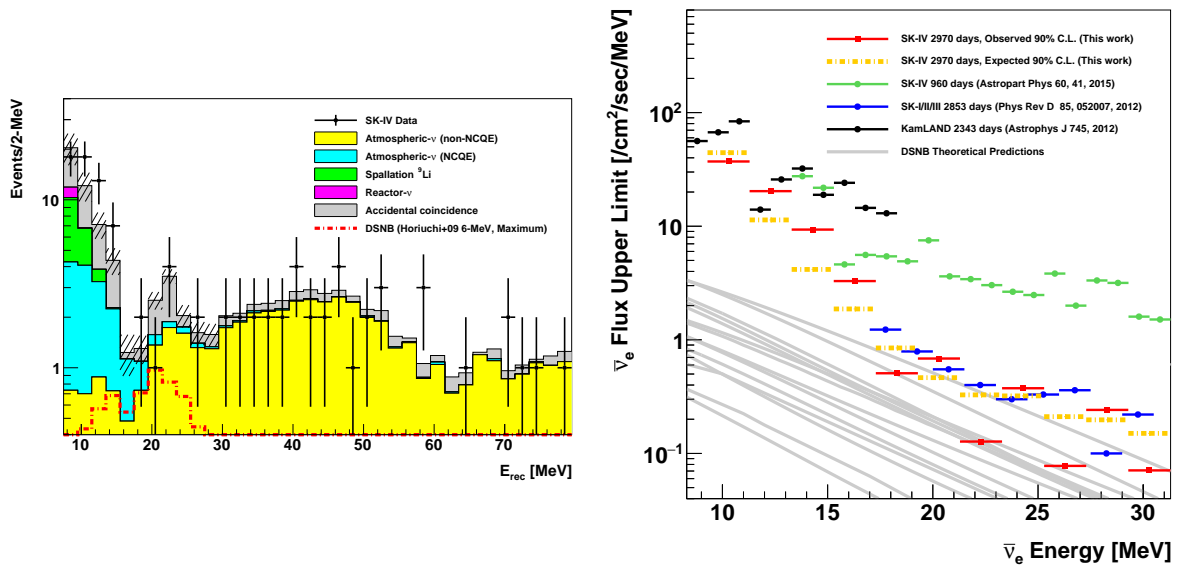 Events/2-MeV
10
1
SK-IV Data
Atmospheric-ν (non-NCQE)
Atmospheric-ν (NCQE)
Spallation ⁹Li
Reactor-ν
Accidental coincidence
DSNB (Horiuchi+09 6-MeV, Maximum)
10 20 30 40 50 60 70
E_rec [MeV]
ν̄_e Flux Upper Limit [/cm²/sec/MeV]
10²
10
1
10⁻¹
SK-IV 2970 days, Observed 90% C.L. (This work)
SK-IV 2970 days, Expected 90% C.L. (This work)
SK-IV 960 days (Astropart Phys 60, 41, 2015)
SK-I/II/III 2853 days (Phys Rev D 85, 052007, 2012)
KamLAND 2343 days (Astrophys J 745, 2012)
DSNB Theoretical Predictions
10 15 20 25 30
ν̄_e Energy [MeV]